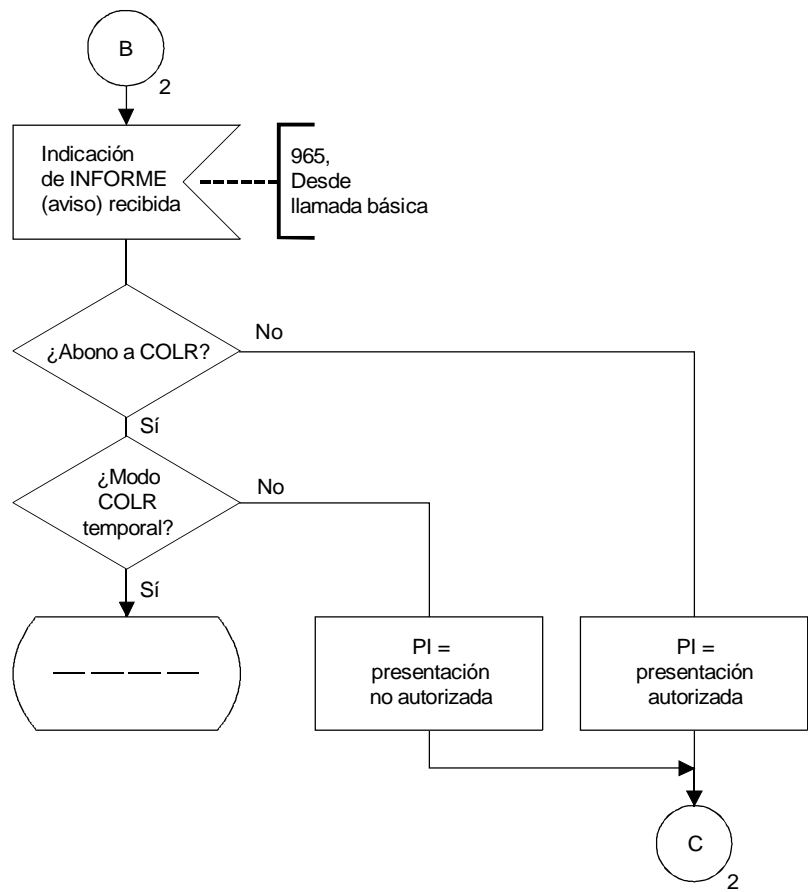 B
2
Indicación
de INFORME
(aviso) recibida
965,
Desde
llamada básica
¿Abono a COLR?
No
Sí
¿Modo
COLR
temporal?
No
Sí
PI =
presentación
no autorizada
PI =
presentación
autorizada
C
2